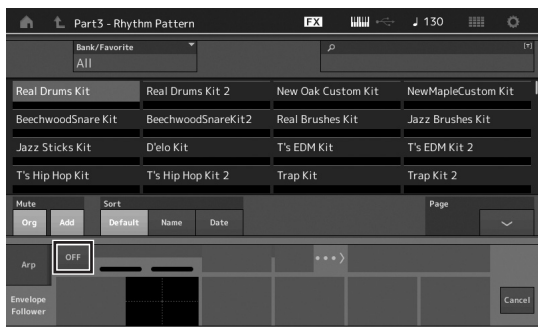 Part3 - Rhythm Pattern FX ♩ 130
Bank/Favorite
All
[T]
Real Drums Kit Real Drums Kit 2 New Oak Custom Kit NewMapleCustom Kit
BeechwoodSnare Kit BeechwoodSnareKit2 Real Brushes Kit Jazz Brushes Kit
Jazz Sticks Kit D'elo Kit T's EDM Kit T's EDM Kit 2
T's Hip Hop Kit T's Hip Hop Kit 2 Trap Kit Trap Kit 2
Mute Sort Page
Org Add Default Name Date
Arp OFF
Envelope
Follower
Cancel